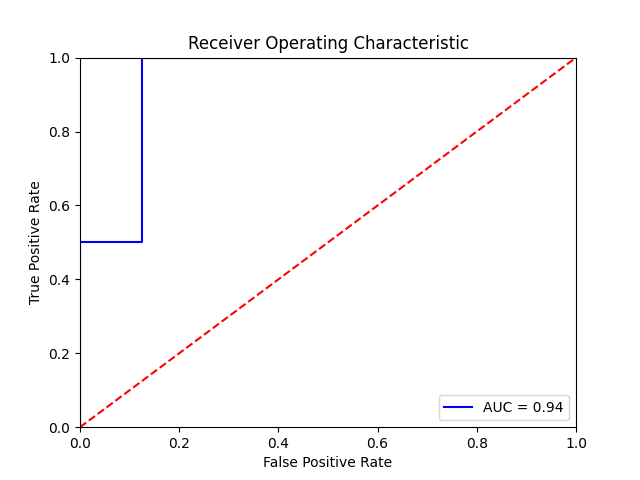 Receiver Operating Characteristic
True Positive Rate
1.0
0.8
0.6
0.4
0.2
0.0
AUC = 0.94
0.0 0.2 0.4 0.6 0.8 1.0
False Positive Rate